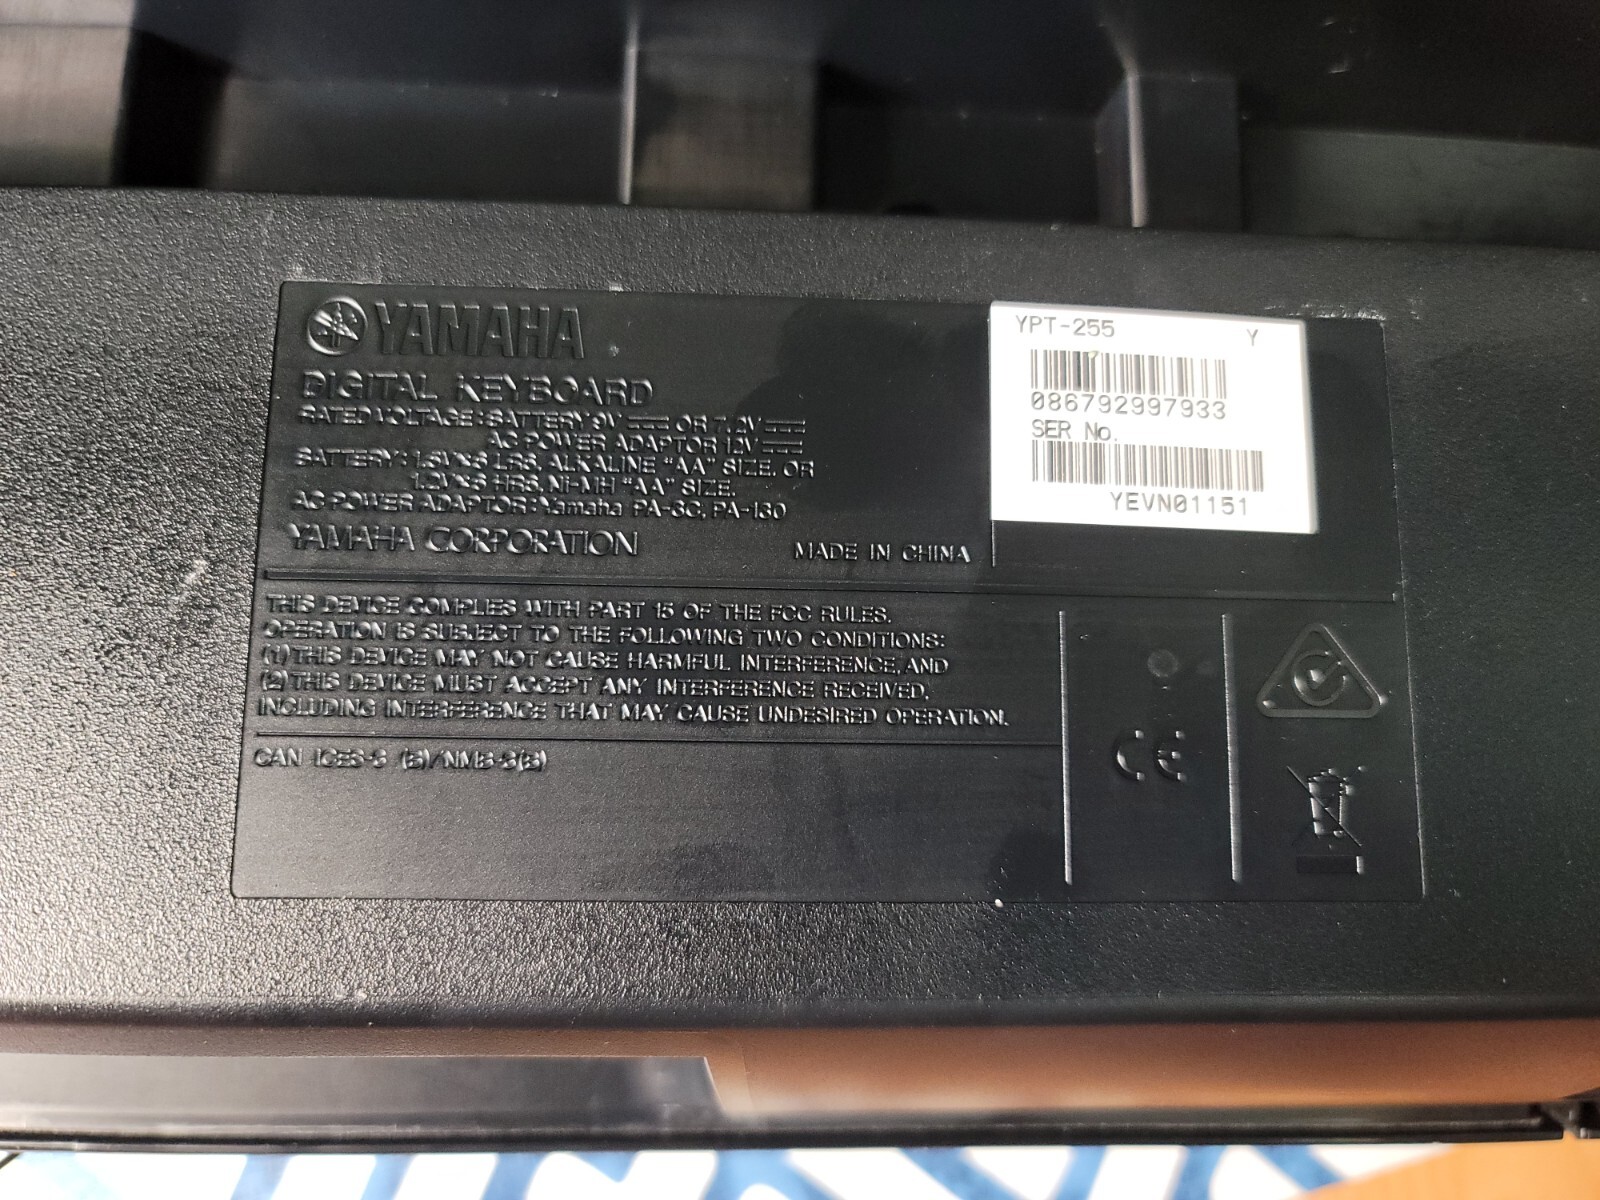 YAMAHA
DIGITAL KEYBOARD
RATED VOLTAGE: BATTERY 9V OR 7.2V
AC POWER ADAPTOR 12V
BATTERY: 1.5V×6 LR6, ALKALINE "AA" SIZE. OR
1.2V×6 HR6, Ni-MH "AA" SIZE.
AC POWER ADAPTOR: Yamaha PA-3C, PA-130
YAMAHA CORPORATION
MADE IN CHINA
YPT-255 Y
086792997933
SER No.
YEVN01151
THIS DEVICE COMPLIES WITH PART 15 OF THE FCC RULES.
OPERATION IS SUBJECT TO THE FOLLOWING TWO CONDITIONS:
(1) THIS DEVICE MAY NOT CAUSE HARMFUL INTERFERENCE, AND
(2) THIS DEVICE MUST ACCEPT ANY INTERFERENCE RECEIVED,
INCLUDING INTERFERENCE THAT MAY CAUSE UNDESIRED OPERATION.
CAN ICES-3 (B)/NMB-3(B)
CE